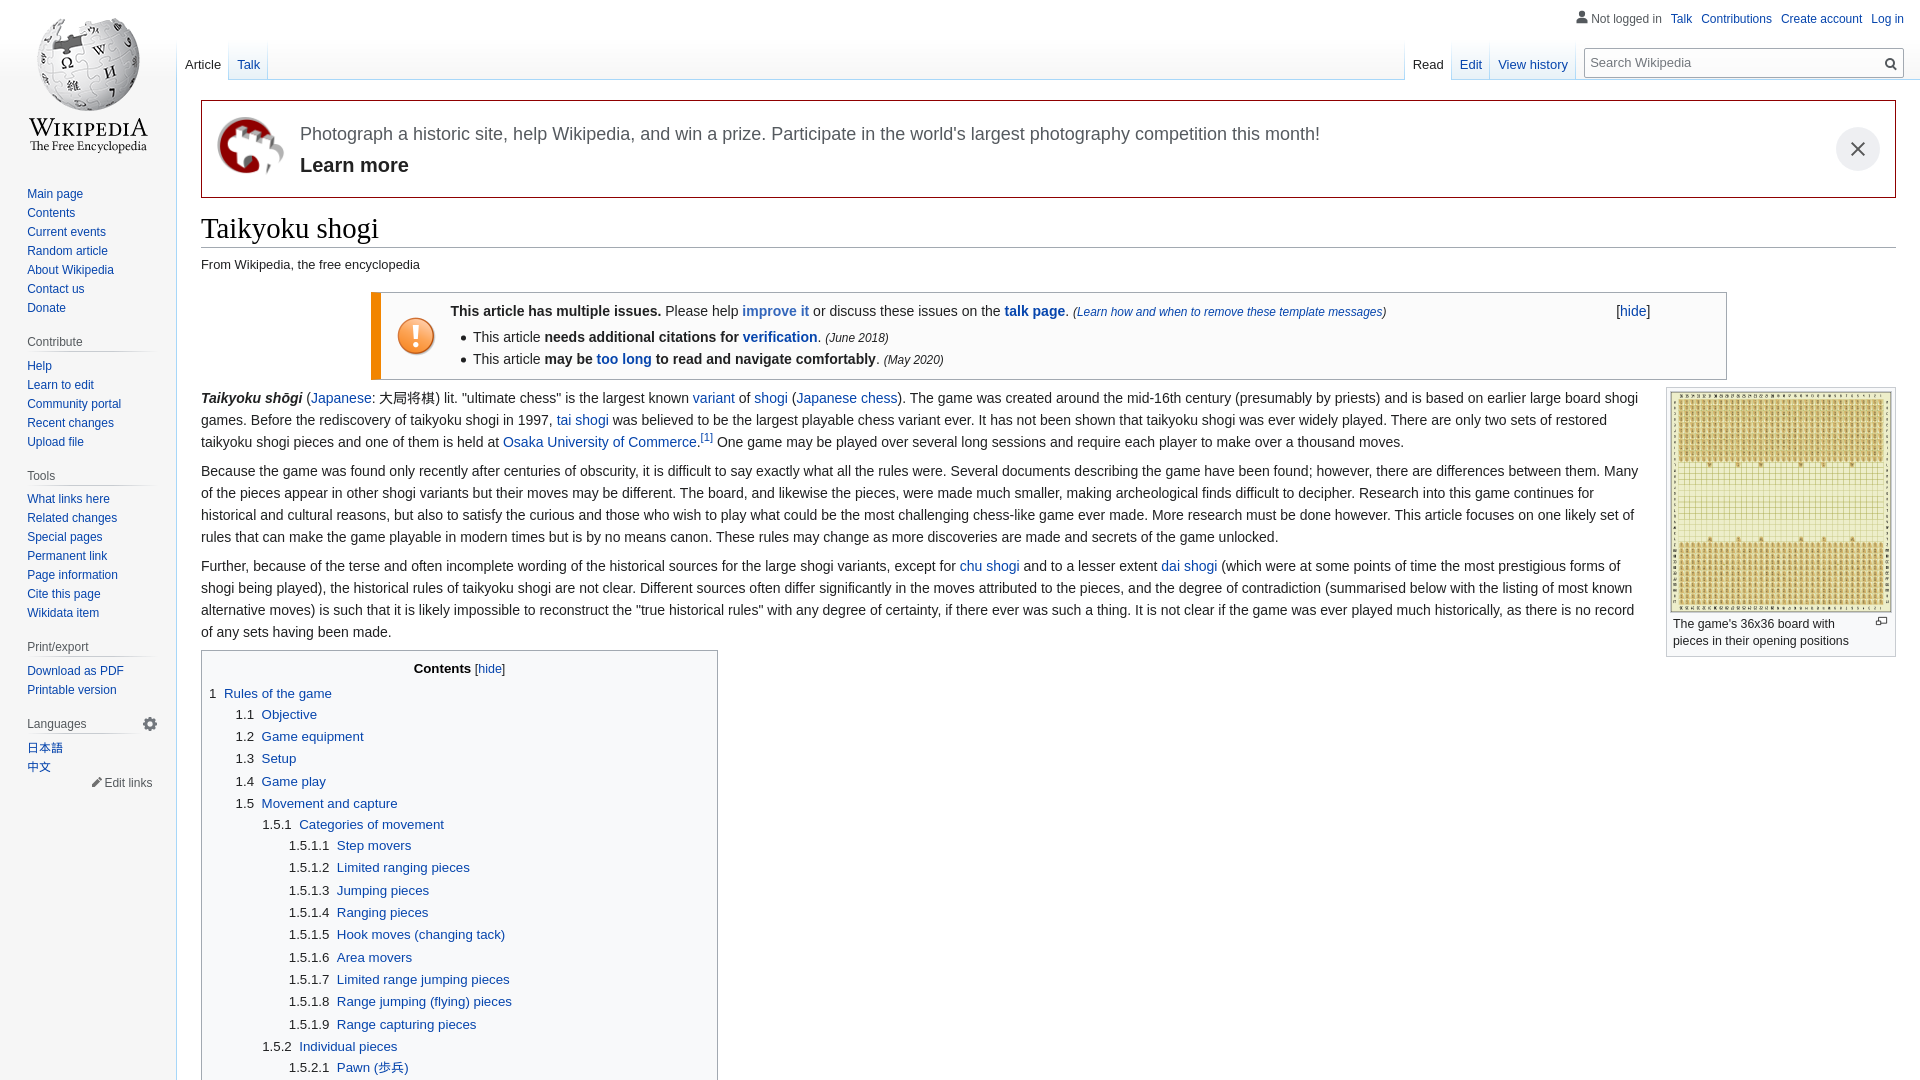 Not logged in Talk Contributions Create account Log in
Article Talk Read Edit View history Search Wikipedia
WIKIPEDIA
The Free Encyclopedia
Main page
Contents
Current events
Random article
About Wikipedia
Contact us
Donate
Contribute
Help
Learn to edit
Community portal
Recent changes
Upload file
Tools
What links here
Related changes
Special pages
Permanent link
Page information
Cite this page
Wikidata item
Print/export
Download as PDF
Printable version
Languages
日本語
中文
Edit links
Photograph a historic site, help Wikipedia, and win a prize. Participate in the world's largest photography competition this month!
Learn more
Taikyoku shogi
From Wikipedia, the free encyclopedia
This article has multiple issues. Please help improve it or discuss these issues on the talk page. (Learn how and when to remove these template messages) [hide]
• This article needs additional citations for verification. (June 2018)
• This article may be too long to read and navigate comfortably. (May 2020)
Taikyoku shōgi (Japanese: 大局将棋) lit. "ultimate chess" is the largest known variant of shogi (Japanese chess). The game was created around the mid-16th century (presumably by priests) and is based on earlier large board shogi
games. Before the rediscovery of taikyoku shogi in 1997, tai shogi was believed to be the largest playable chess variant ever. It has not been shown that taikyoku shogi was ever widely played. There are only two sets of restored
taikyoku shogi pieces and one of them is held at Osaka University of Commerce.[1] One game may be played over several long sessions and require each player to make over a thousand moves.
Because the game was found only recently after centuries of obscurity, it is difficult to say exactly what all the rules were. Several documents describing the game have been found; however, there are differences between them. Many
of the pieces appear in other shogi variants but their moves may be different. The board, and likewise the pieces, were made much smaller, making archeological finds difficult to decipher. Research into this game continues for
historical and cultural reasons, but also to satisfy the curious and those who wish to play what could be the most challenging chess-like game ever made. More research must be done however. This article focuses on one likely set of
rules that can make the game playable in modern times but is by no means canon. These rules may change as more discoveries are made and secrets of the game unlocked.
Further, because of the terse and often incomplete wording of the historical sources for the large shogi variants, except for chu shogi and to a lesser extent dai shogi (which were at some points of time the most prestigious forms of
shogi being played), the historical rules of taikyoku shogi are not clear. Different sources often differ significantly in the moves attributed to the pieces, and the degree of contradiction (summarised below with the listing of most known
alternative moves) is such that it is likely impossible to reconstruct the "true historical rules" with any degree of certainty, if there ever was such a thing. It is not clear if the game was ever played much historically, as there is no record
of any sets having been made.
The game's 36x36 board with
pieces in their opening positions
Contents [hide]
1 Rules of the game
1.1 Objective
1.2 Game equipment
1.3 Setup
1.4 Game play
1.5 Movement and capture
1.5.1 Categories of movement
1.5.1.1 Step movers
1.5.1.2 Limited ranging pieces
1.5.1.3 Jumping pieces
1.5.1.4 Ranging pieces
1.5.1.5 Hook moves (changing tack)
1.5.1.6 Area movers
1.5.1.7 Limited range jumping pieces
1.5.1.8 Range jumping (flying) pieces
1.5.1.9 Range capturing pieces
1.5.2 Individual pieces
1.5.2.1 Pawn (歩兵)